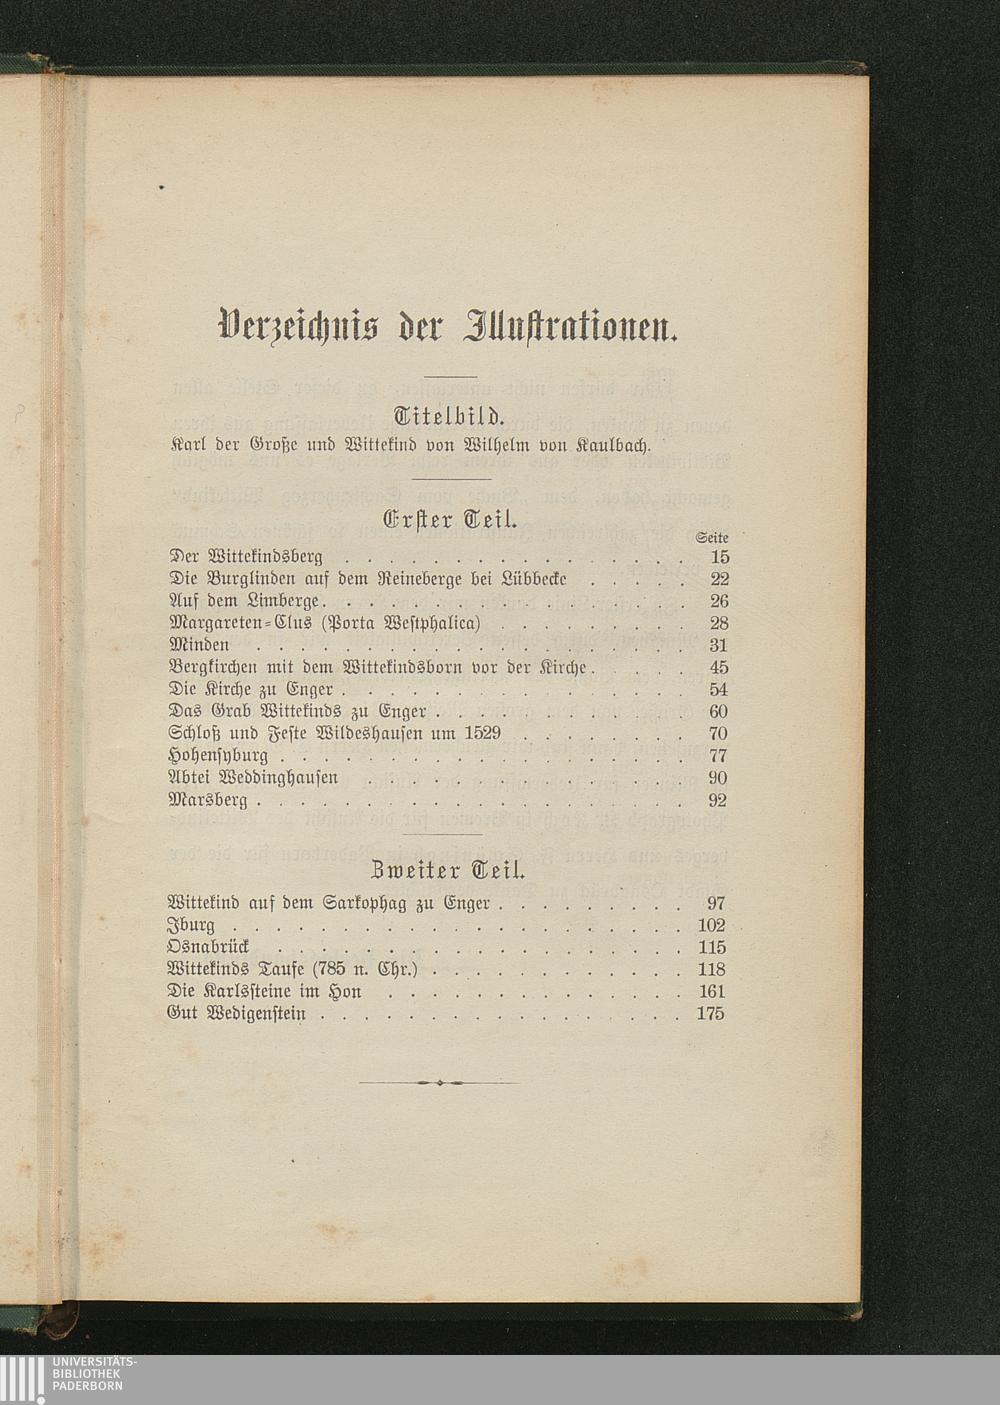 Verzeichnis der Illustrationen.
Titelbild.
Karl der Große und Wittekind von Wilhelm von Kaulbach.
Erster Teil.
Seite
Der Wittekindsberg . . . . . . . . . . . . . . . . 15
Die Burglinden auf dem Reineberge bei Lübbecke . . . . . 22
Auf dem Limberge. . . . . . . . . . . . . . . . . 26
Margareten-Clus (Porta Westphalica) . . . . . . . . . 28
Minden . . . . . . . . . . . . . . . . . . . . 31
Bergkirchen mit dem Wittekindsborn vor der Kirche . . . . . 45
Die Kirche zu Enger . . . . . . . . . . . . . . . . 54
Das Grab Wittekinds zu Enger . . . . . . . . . . . . 60
Schloß und Feste Wildeshausen um 1529 . . . . . . . . 70
Hohensyburg . . . . . . . . . . . . . . . . . . . 77
Abtei Weddinghausen . . . . . . . . . . . . . . . 90
Marsberg . . . . . . . . . . . . . . . . . . . . 92
Zweiter Teil.
Wittekind auf dem Sarkophag zu Enger . . . . . . . . . 97
Iburg . . . . . . . . . . . . . . . . . . . . . 102
Osnabrück . . . . . . . . . . . . . . . . . . . 115
Wittekinds Taufe (785 n. Chr.) . . . . . . . . . . . . 118
Die Karlssteine im Hon . . . . . . . . . . . . . . 161
Gut Wedigenstein . . . . . . . . . . . . . . . . . 175
UNIVERSITÄTS-
BIBLIOTHEK
PADERBORN